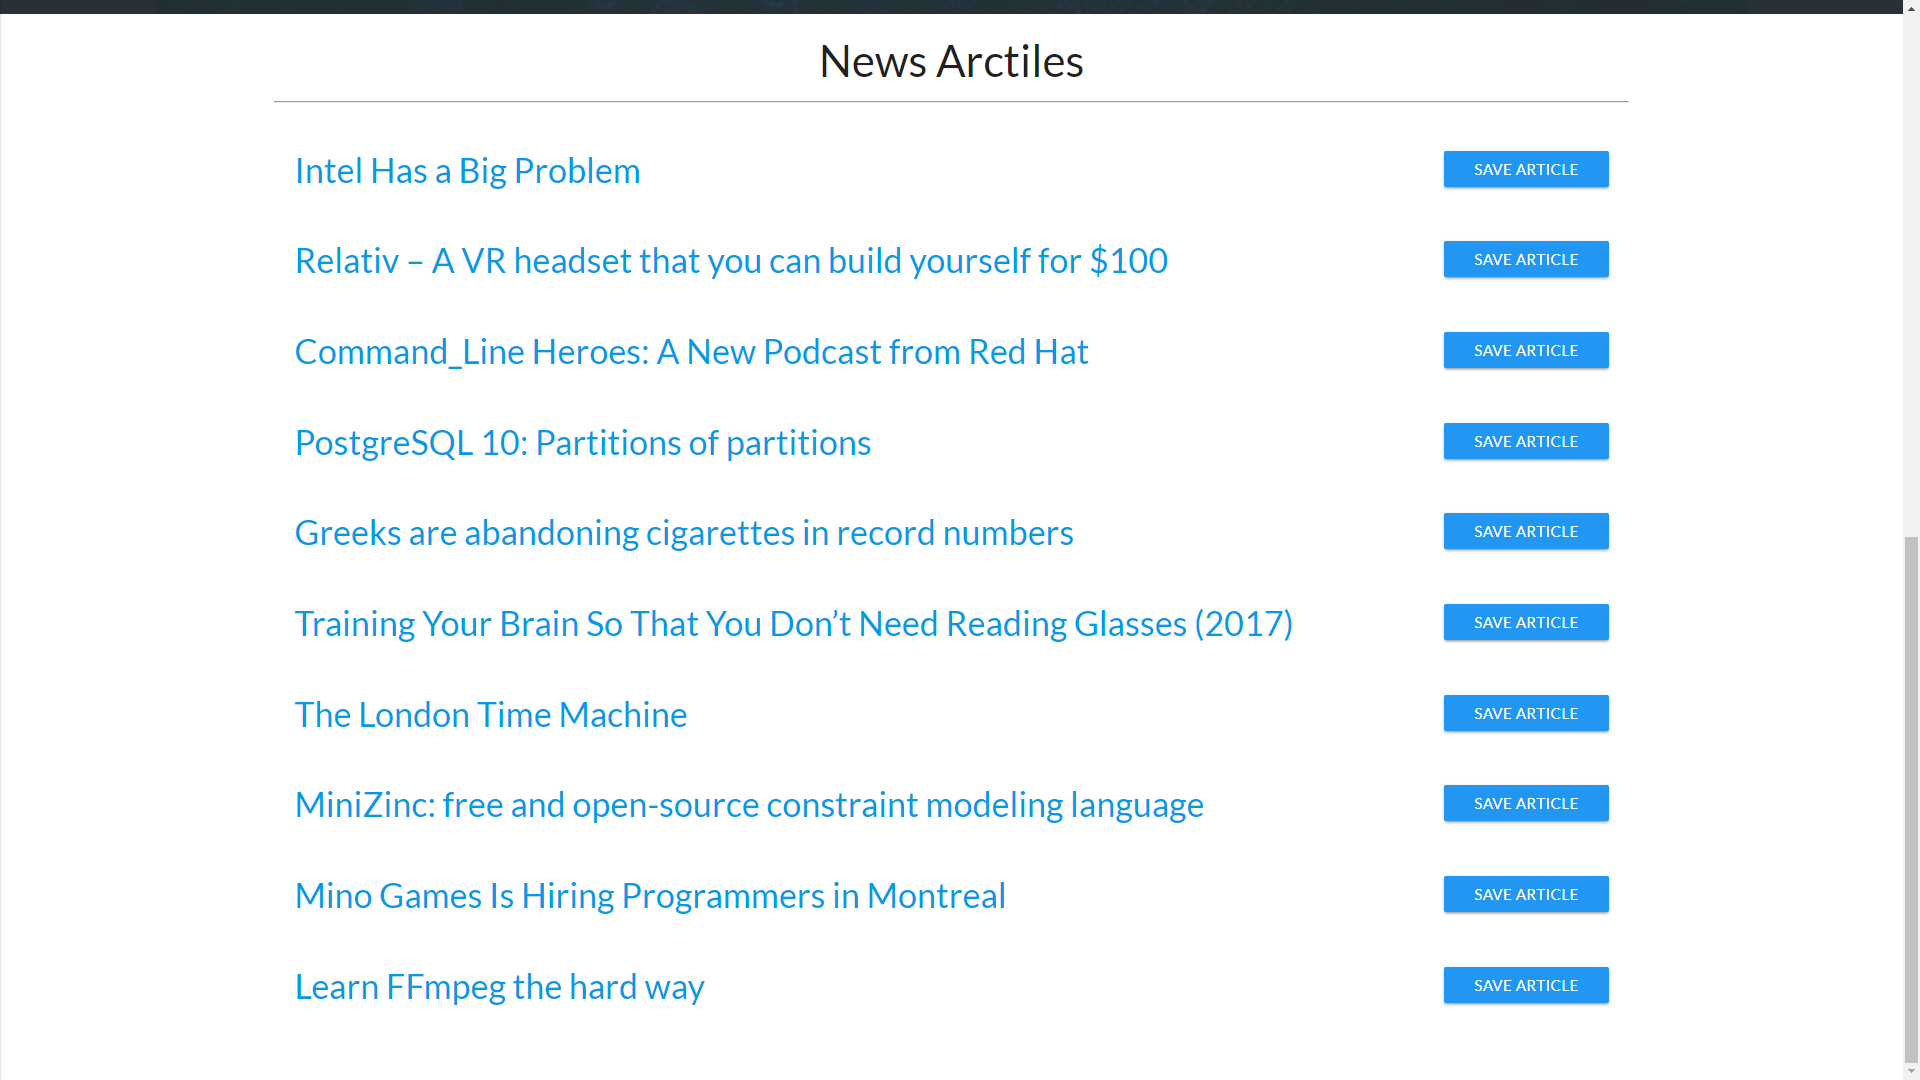 News Arctiles
Intel Has a Big Problem
SAVE ARTICLE
Relativ – A VR headset that you can build yourself for $100
SAVE ARTICLE
Command_Line Heroes: A New Podcast from Red Hat
SAVE ARTICLE
PostgreSQL 10: Partitions of partitions
SAVE ARTICLE
Greeks are abandoning cigarettes in record numbers
SAVE ARTICLE
Training Your Brain So That You Don’t Need Reading Glasses (2017)
SAVE ARTICLE
The London Time Machine
SAVE ARTICLE
MiniZinc: free and open-source constraint modeling language
SAVE ARTICLE
Mino Games Is Hiring Programmers in Montreal
SAVE ARTICLE
Learn FFmpeg the hard way
SAVE ARTICLE